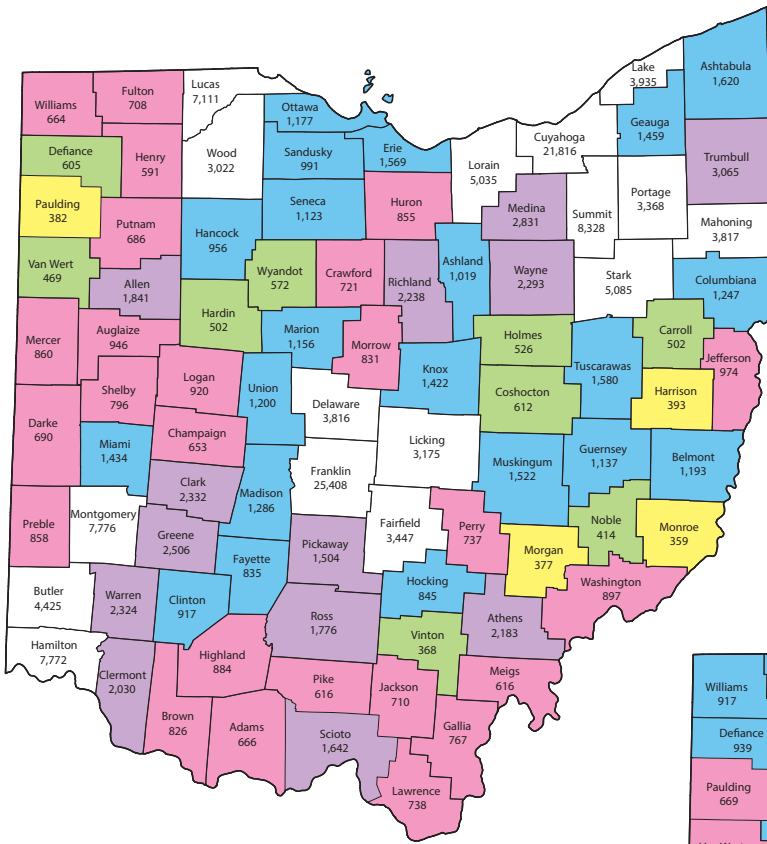 Lake
3,935
Ashtabula
1,620
Williams
664
Fulton
708
Lucas
7,111
Ottawa
1,177
Geauga
1,459
Defiance
605
Henry
591
Wood
3,022
Sandusky
991
Erie
1,569
Lorain
5,035
Cuyahoga
21,816
Trumbull
3,065
Paulding
382
Putnam
686
Hancock
956
Seneca
1,123
Huron
855
Medina
2,831
Summit
8,328
Portage
3,368
Mahoning
3,817
Van Wert
469
Allen
1,841
Wyandot
572
Crawford
721
Richland
2,238
Ashland
1,019
Wayne
2,293
Stark
5,085
Columbiana
1,247
Mercer
860
Auglaize
946
Hardin
502
Marion
1,156
Morrow
831
Holmes
526
Carroll
502
Jefferson
974
Shelby
796
Logan
920
Union
1,200
Delaware
3,816
Knox
1,422
Coshocton
612
Tuscarawas
1,580
Harrison
393
Darke
690
Miami
1,434
Champaign
653
Clark
2,332
Madison
1,286
Franklin
25,408
Licking
3,175
Muskingum
1,522
Guernsey
1,137
Belmont
1,193
Preble
858
Montgomery
7,776
Greene
2,506
Fayette
835
Pickaway
1,504
Fairfield
3,447
Perry
737
Morgan
377
Noble
414
Monroe
359
Butler
4,425
Warren
2,324
Clinton
917
Ross
1,776
Hocking
845
Athens
2,183
Washington
897
Hamilton
7,772
Clermont
2,030
Highland
884
Pike
616
Vinton
368
Jackson
710
Meigs
616
Brown
826
Adams
666
Scioto
1,642
Gallia
767
Lawrence
738
Williams
917
Defiance
939
Paulding
669